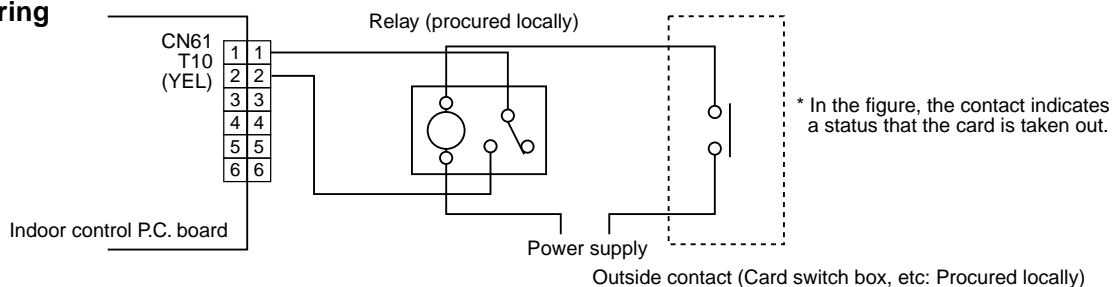 ring
Relay (procured locally)
CN61
T10
(YEL)
1 1
2 2
3 3
4 4
5 5
6 6
* In the figure, the contact indicates
a status that the card is taken out.
Indoor control P.C. board
Power supply
Outside contact (Card switch box, etc: Procured locally)